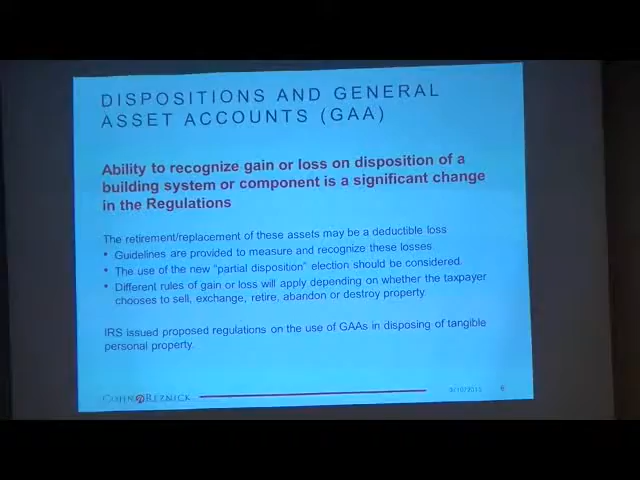 DISPOSITIONS AND GENERAL
ASSET ACCOUNTS (GAA)
Ability to recognize gain or loss on disposition of a
building system or component is a significant change
in the Regulations
The retirement/replacement of these assets may be a deductible loss
• Guidelines are provided to measure and recognize these losses.
• The use of the new "partial disposition" election should be considered.
• Different rules of gain or loss will apply depending on whether the taxpayer
chooses to sell, exchange, retire, abandon or destroy property
IRS Issued proposed regulations on the use of GAAs in disposing of tangible
personal property.
COHN REZNICK
6